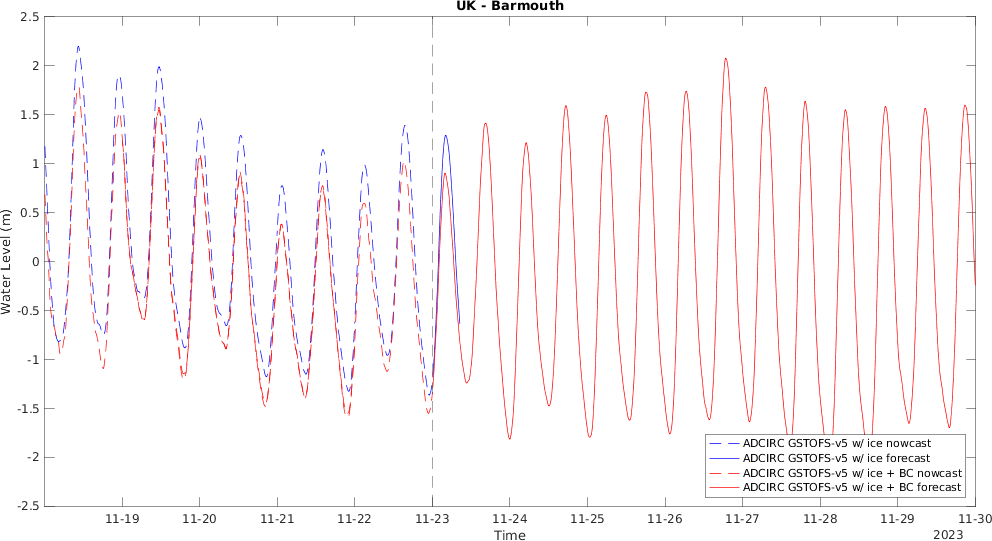 UK - Barmouth
2.5
2
1.5
1
0.5
0
-0.5
-1
-1.5
-2
-2.5
Water Level (m)
ADCIRC GSTOFS-v5 w/ ice nowcast
ADCIRC GSTOFS-v5 w/ ice forecast
ADCIRC GSTOFS-v5 w/ ice + BC nowcast
ADCIRC GSTOFS-v5 w/ ice + BC forecast
11-19 11-20 11-21 11-22 11-23 11-24 11-25 11-26 11-27 11-28 11-29 11-30
Time
2023